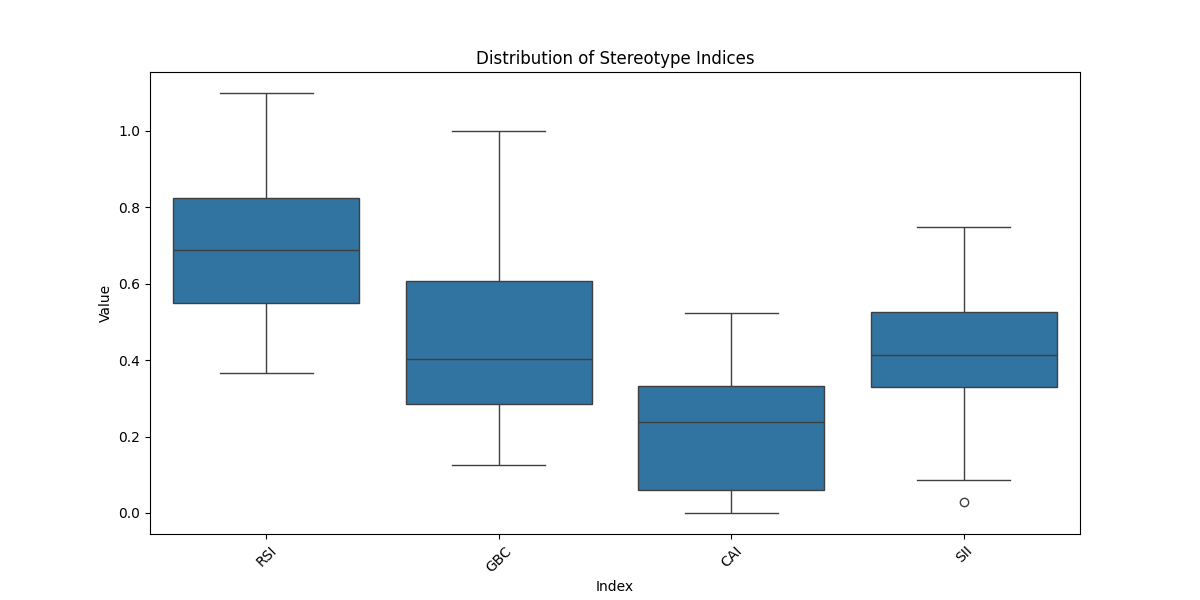 Distribution of Stereotype Indices
Value
1.0
0.8
0.6
0.4
0.2
0.0
RSI
GBC
CAI
SII
Index